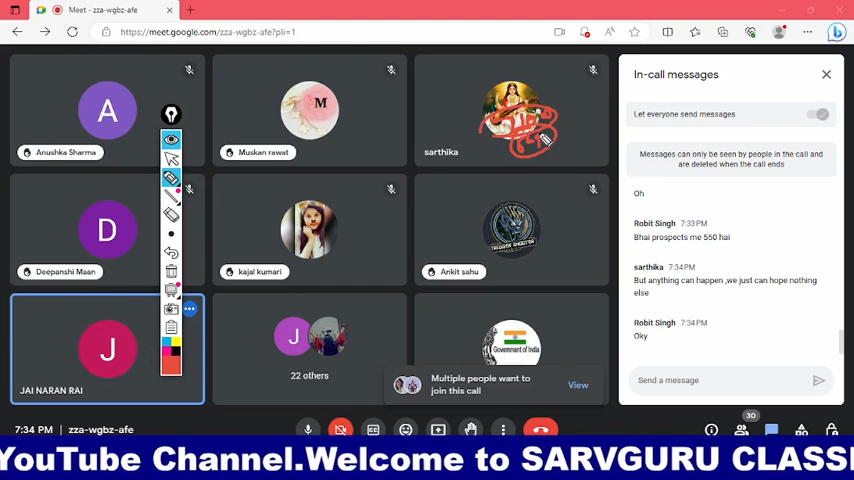 Meet - zza-wgbz-afe
https://meet.google.com/zza-wgbz-afe?pli=1
A
Anushka Sharma
M
Muskan rawat
sarthika
D
Deepanshi Maan
kajal kumari
Ankit sahu
J
JAI NARAN RAI
J
22 others
Government of India
Multiple people want to
join this call
View
In-call messages
Let everyone send messages
Messages can only be seen by people in the call and
are deleted when the call ends
Oh
Robit Singh 7:33 PM
Bhai prospects me 550 hai
sarthika 7:34 PM
But anything can happen ,we just can hope nothing
else
Robit Singh 7:34 PM
Oky
Send a message
7:34 PM zza-wgbz-afe
30
YouTube Channel.Welcome to SARVGURU CLASS